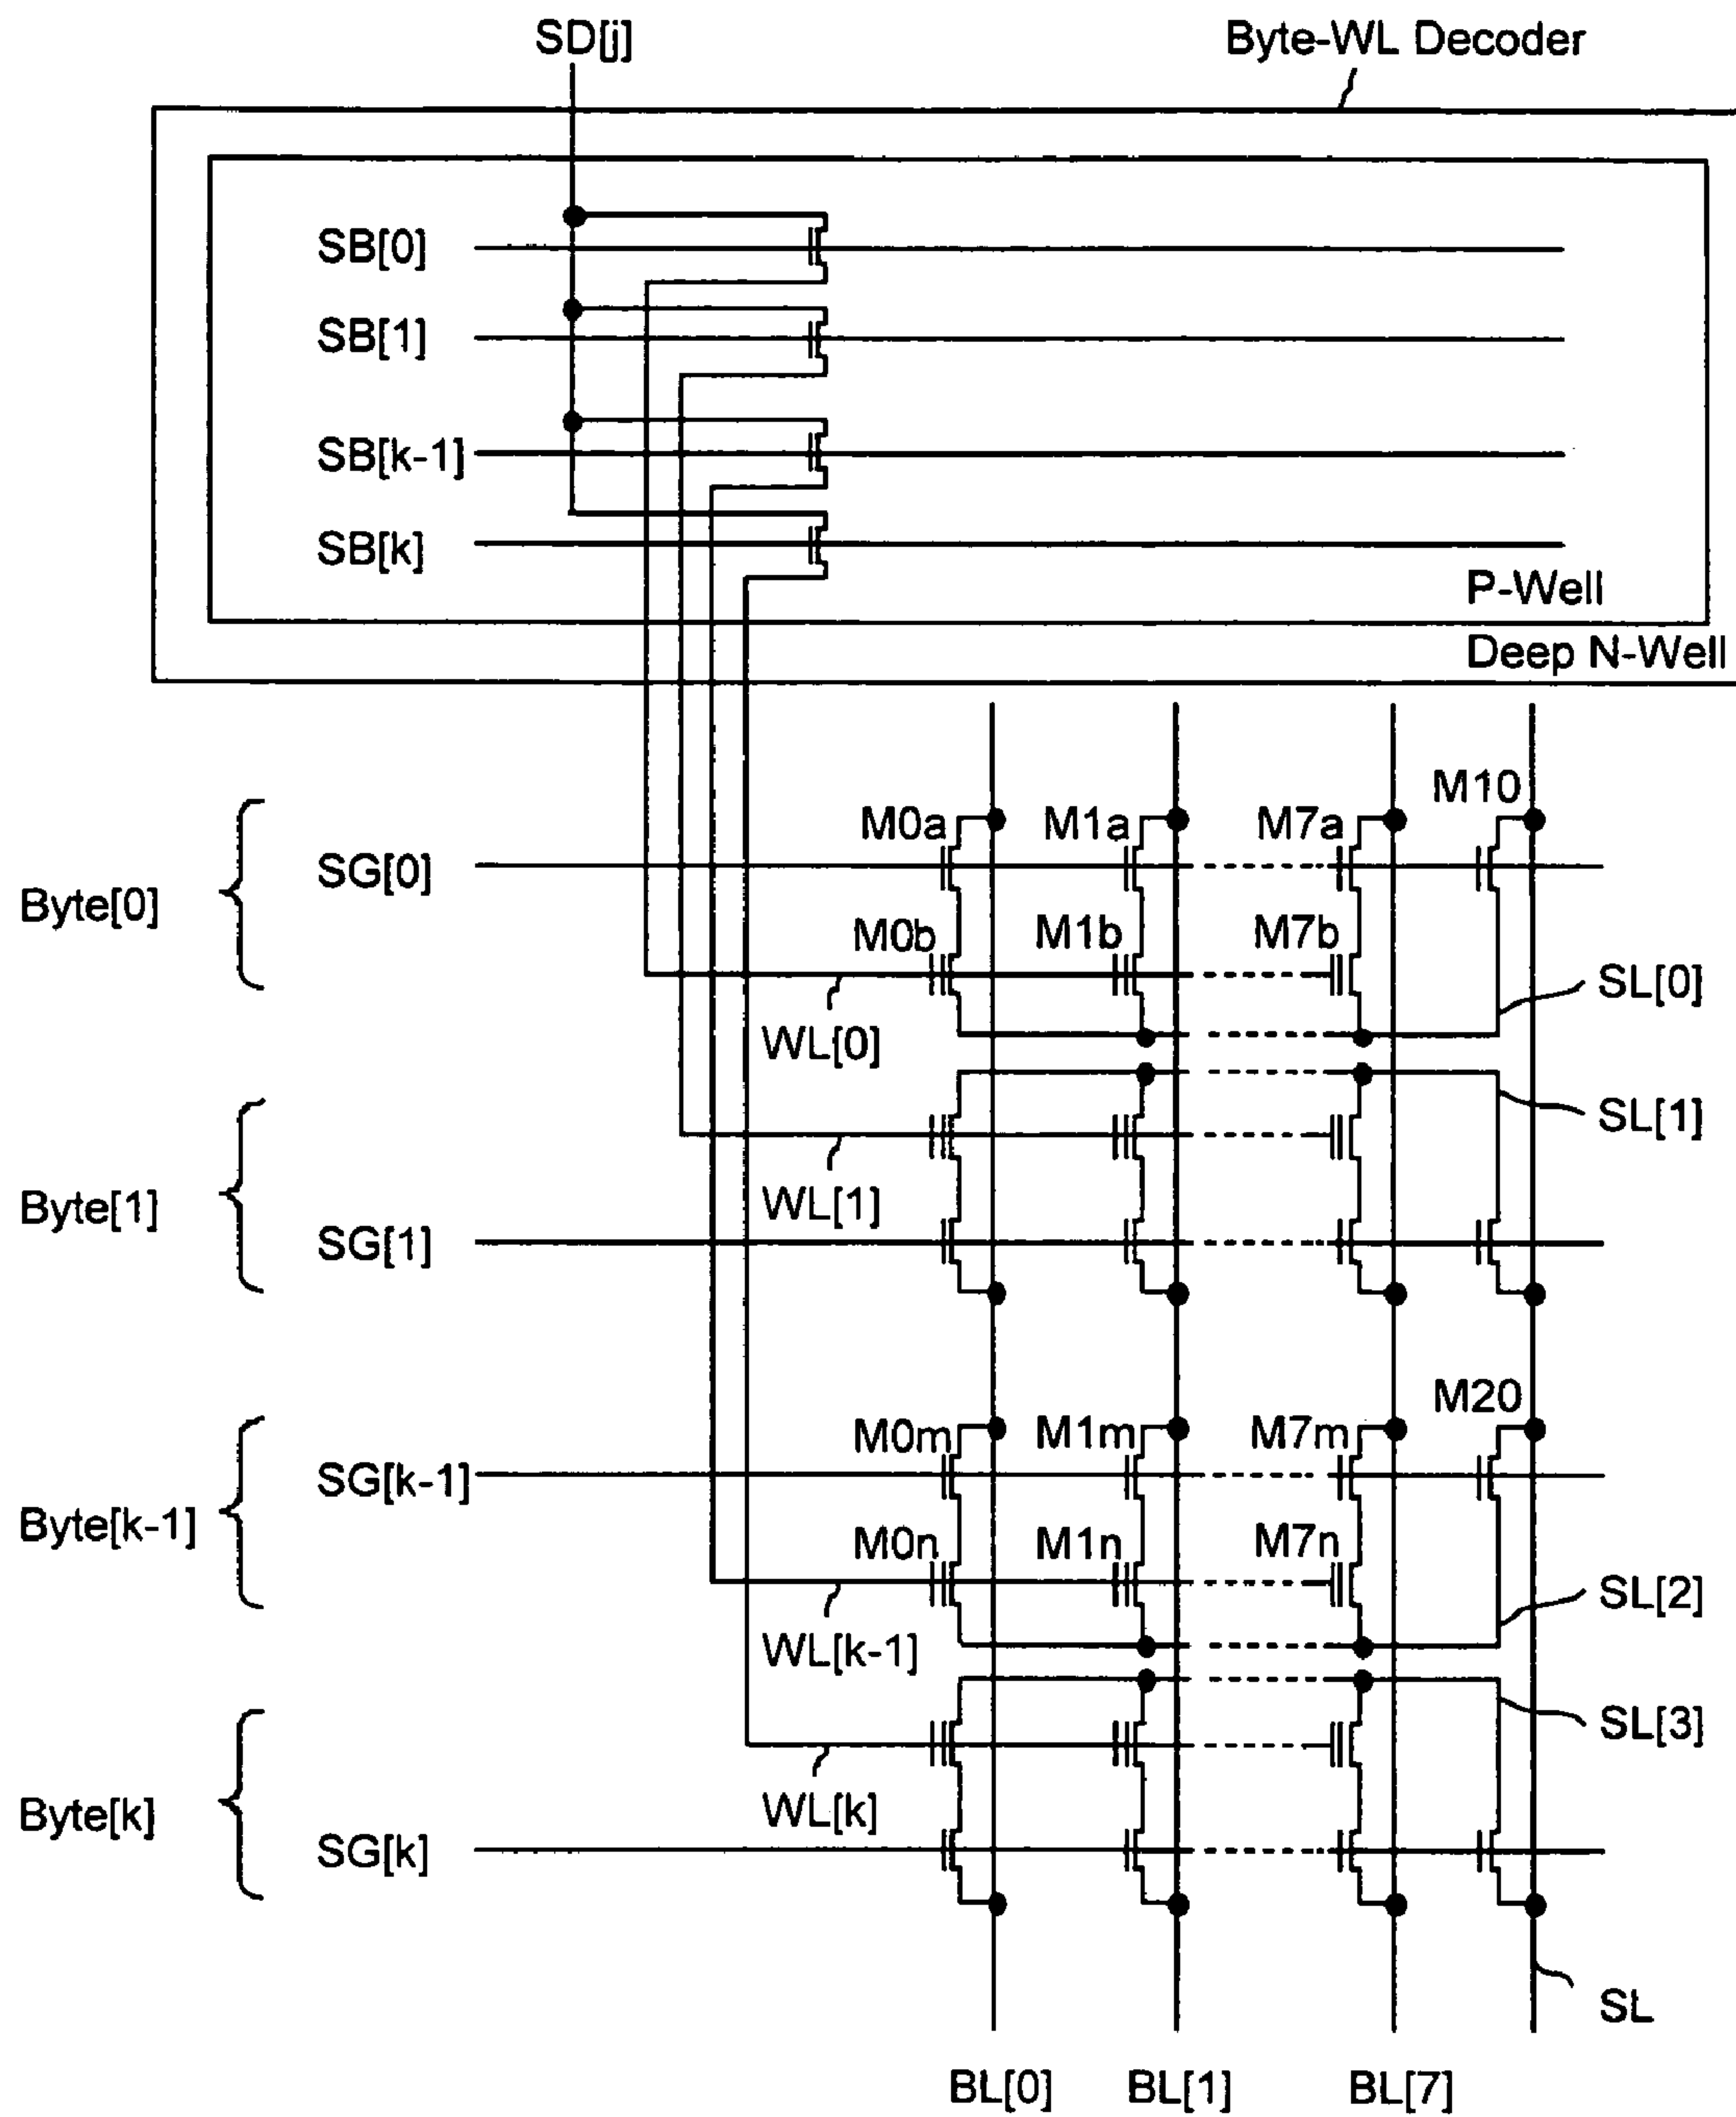 SD[j]
Byte-WL Decoder
SB[0]
SB[1]
SB[k-1]
SB[k]
P-Well
Deep N-Well
M10
M0a
M1a
M7a
SG[0]
Byte[0]
M0b
M1b
M7b
SL[0]
WL[0]
SL[1]
Byte[1]
WL[1]
SG[1]
M20
M0m
M1m
M7m
SG[k-1]
Byte[k-1]
M0n
M1n
M7n
SL[2]
WL[k-1]
SL[3]
Byte[k]
WL[k]
SG[k]
SL
BL[0]
BL[1]
BL[7]